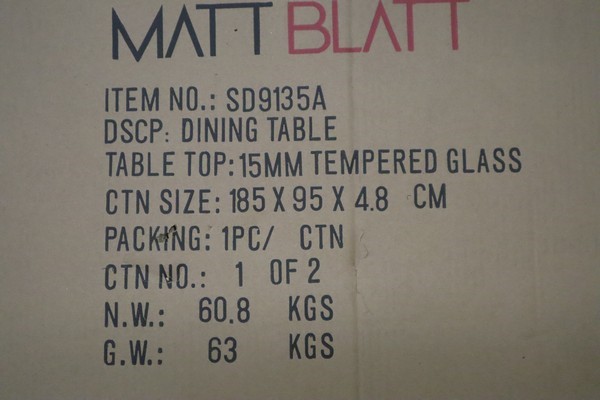 MATT BLATT
ITEM NO.: SD9135A
DSCP: DINING TABLE
TABLE TOP: 15MM TEMPERED GLASS
CTN SIZE: 185 X 95 X 4.8 CM
PACKING: 1PC/ CTN
CTN NO.: 1 OF 2
N.W.: 60.8 KGS
G.W.: 63 KGS